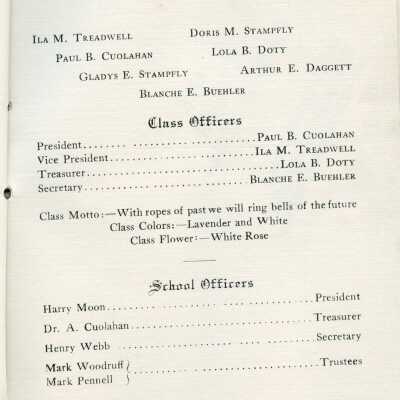 Ila M. Treadwell Doris M. Stampfly
Paul B. Cuolahan Lola B. Doty
Gladys E. Stampfly Arthur E. Daggett
Blanche E. Buehler
Class Officers
President Paul B. Cuolahan
Vice President Ila M. Treadwell
Treasurer Lola B. Doty
Secretary Blanche E. Buehler
Class Motto:—With ropes of past we will ring bells of the future
Class Colors:—Lavender and White
Class Flower:—White Rose
School Officers
Harry Moon President
Dr. A. Cuolahan Treasurer
Henry Webb Secretary
Mark Woodruff } Trustees
Mark Pennell